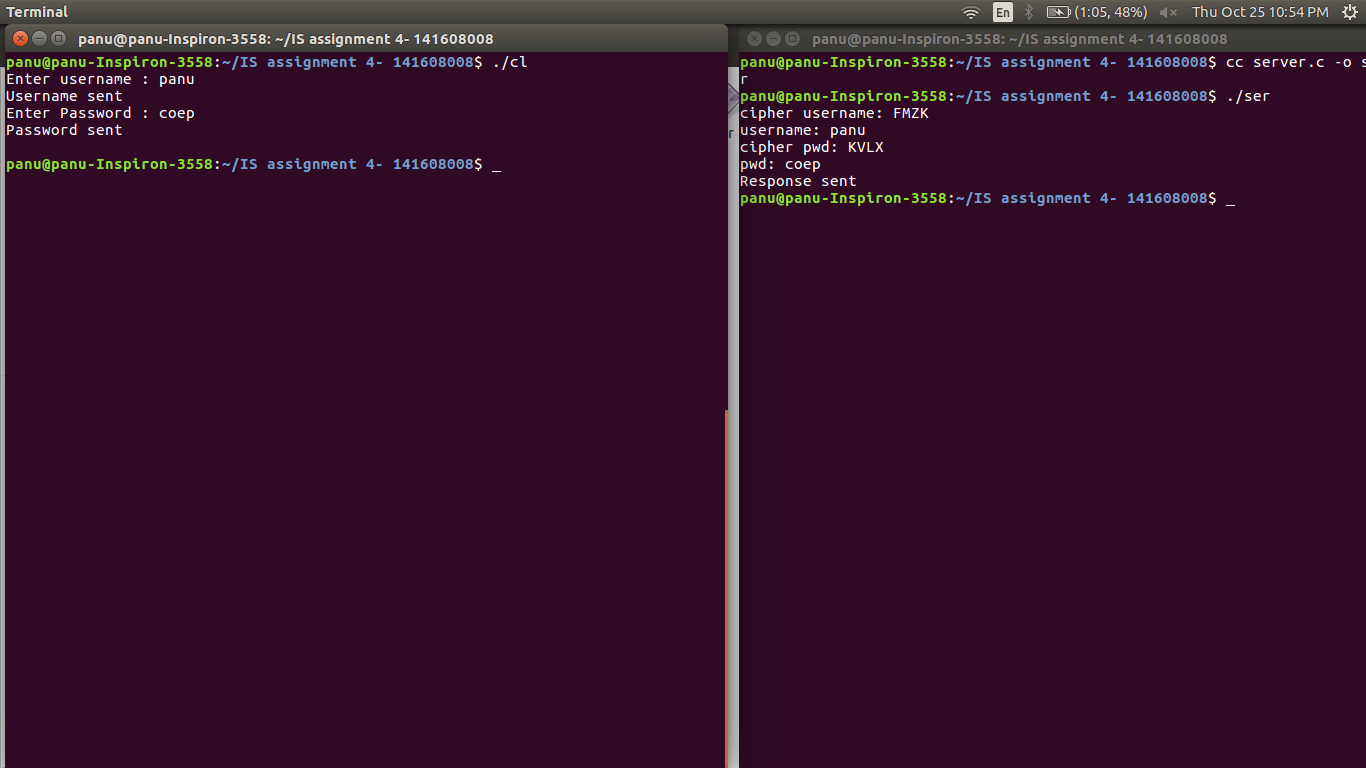 Terminal
En (1:05, 48%) Thu Oct 25 10:54 PM
panu@panu-Inspiron-3558: ~/IS assignment 4- 141608008
panu@panu-Inspiron-3558:~/IS assignment 4- 141608008$ ./cl
Enter username : panu
Username sent
Enter Password : coep
Password sent
panu@panu-Inspiron-3558:~/IS assignment 4- 141608008$ _
panu@panu-Inspiron-3558: ~/IS assignment 4- 141608008
panu@panu-Inspiron-3558:~/IS assignment 4- 141608008$ cc server.c -o s
r
panu@panu-Inspiron-3558:~/IS assignment 4- 141608008$ ./ser
cipher username: FMZK
username: panu
cipher pwd: KVLX
pwd: coep
Response sent
panu@panu-Inspiron-3558:~/IS assignment 4- 141608008$ _